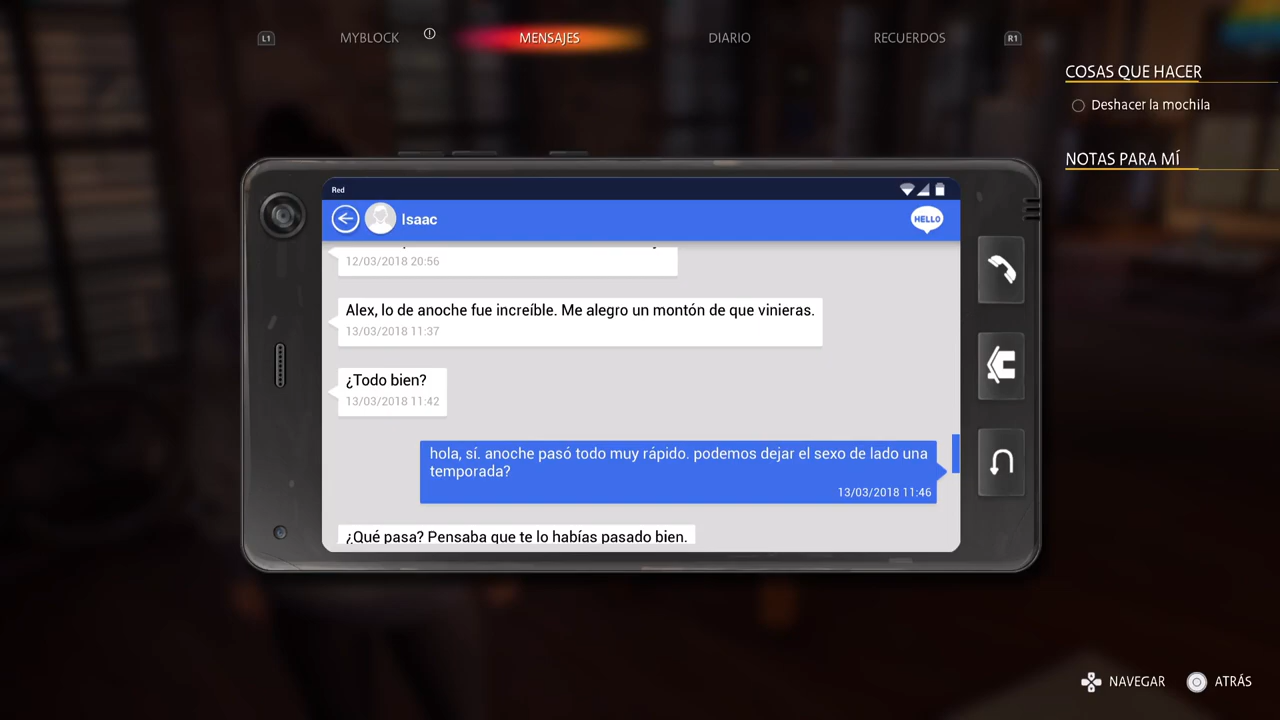 L1
MYBLOCK
MENSAJES
DIARIO
RECUERDOS
R1
COSAS QUE HACER
Deshacer la mochila
NOTAS PARA MÍ
Red
Isaac
HELLO
12/03/2018 20:56
Alex, lo de anoche fue increíble. Me alegro un montón de que vinieras.
13/03/2018 11:37
¿Todo bien?
13/03/2018 11:42
hola, sí. anoche pasó todo muy rápido. podemos dejar el sexo de lado una
temporada?
13/03/2018 11:46
¿Qué pasa? Pensaba que te lo habías pasado bien.
NAVEGAR
ATRÁS